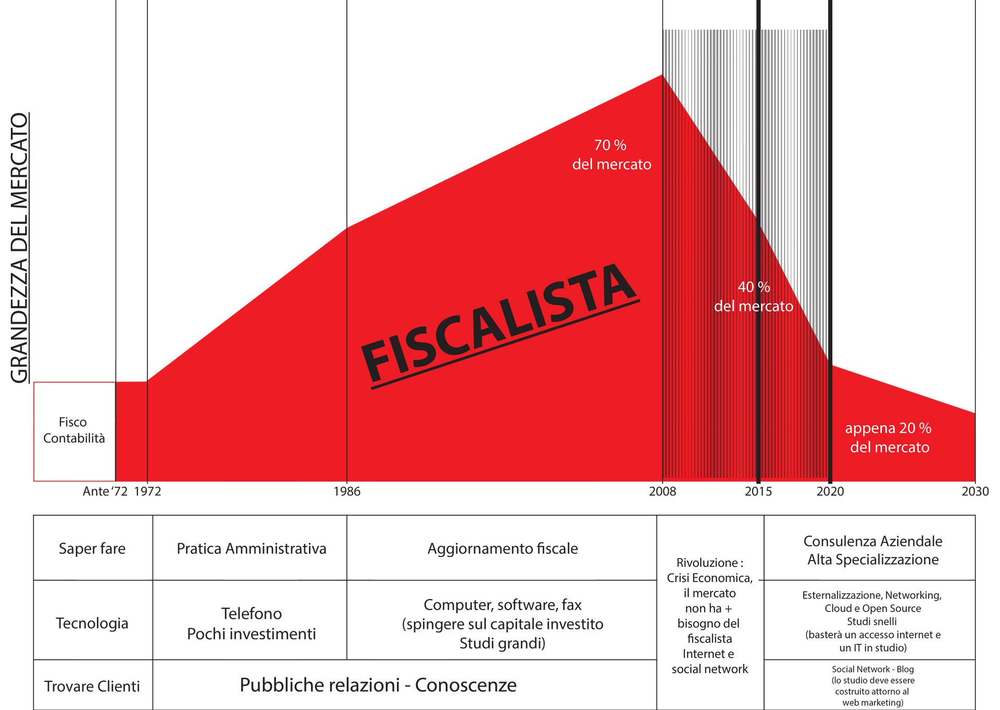 GRANDEZZA DEL MERCATO
70 %
del mercato
FISCALISTA
40 %
del mercato
appena 20 %
del mercato
Fisco
Contabilità
Ante ‘72 1972 1986 2008 2015 2020 2030
Saper fare
Pratica Amministrativa
Aggiornamento fiscale
Consulenza Aziendale
Alta Specializzazione
Rivoluzione :
Crisi Economica,
il mercato
non ha +
bisogno del
fiscalista
Internet e
social network
Tecnologia
Telefono
Pochi investimenti
Computer, software, fax
(spingere sul capitale investito
Studi grandi)
Esternalizzazione, Networking,
Cloud e Open Source
Studi snelli
(basterà un accesso internet e
un IT in studio)
Trovare Clienti
Pubbliche relazioni - Conoscenze
Social Network - Blog
(lo studio deve essere
costruito attorno al
web marketing)